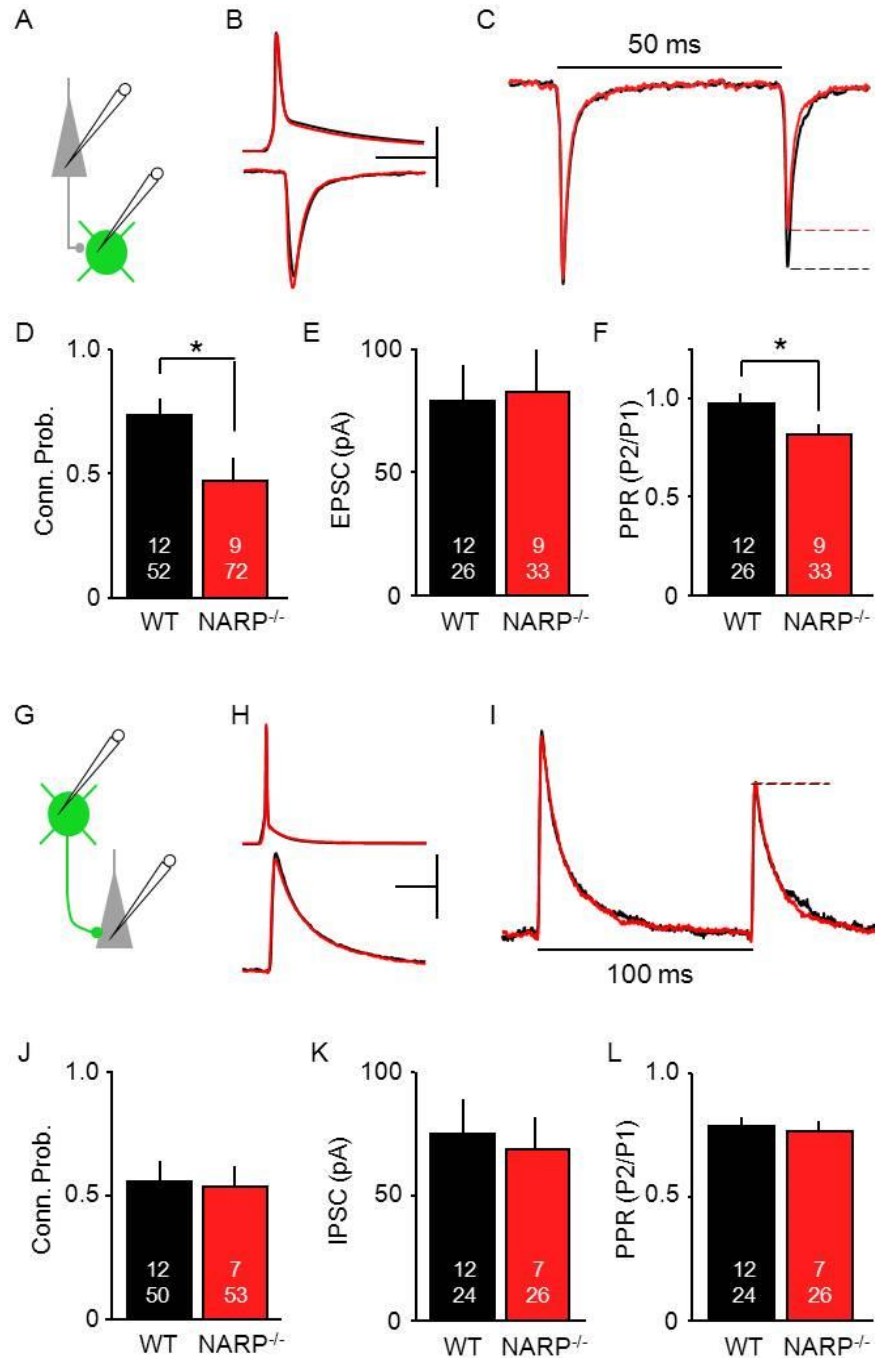 A
B
C
50 ms
D
Conn. Prob.
1.0
0.5
0
*
12
52
9
72
WT
NARP-/-
E
EPSC (pA)
100
50
0
12
26
9
33
WT
NARP-/-
F
PPR (P2/P1)
1.0
0.5
0
*
12
26
9
33
WT
NARP-/-
G
H
I
100 ms
J
Conn. Prob.
1.0
0.5
0
12
50
7
53
WT
NARP-/-
K
IPSC (pA)
100
50
0
12
24
7
26
WT
NARP-/-
L
PPR (P2/P1)
1.0
0.5
0
12
24
7
26
WT
NARP-/-